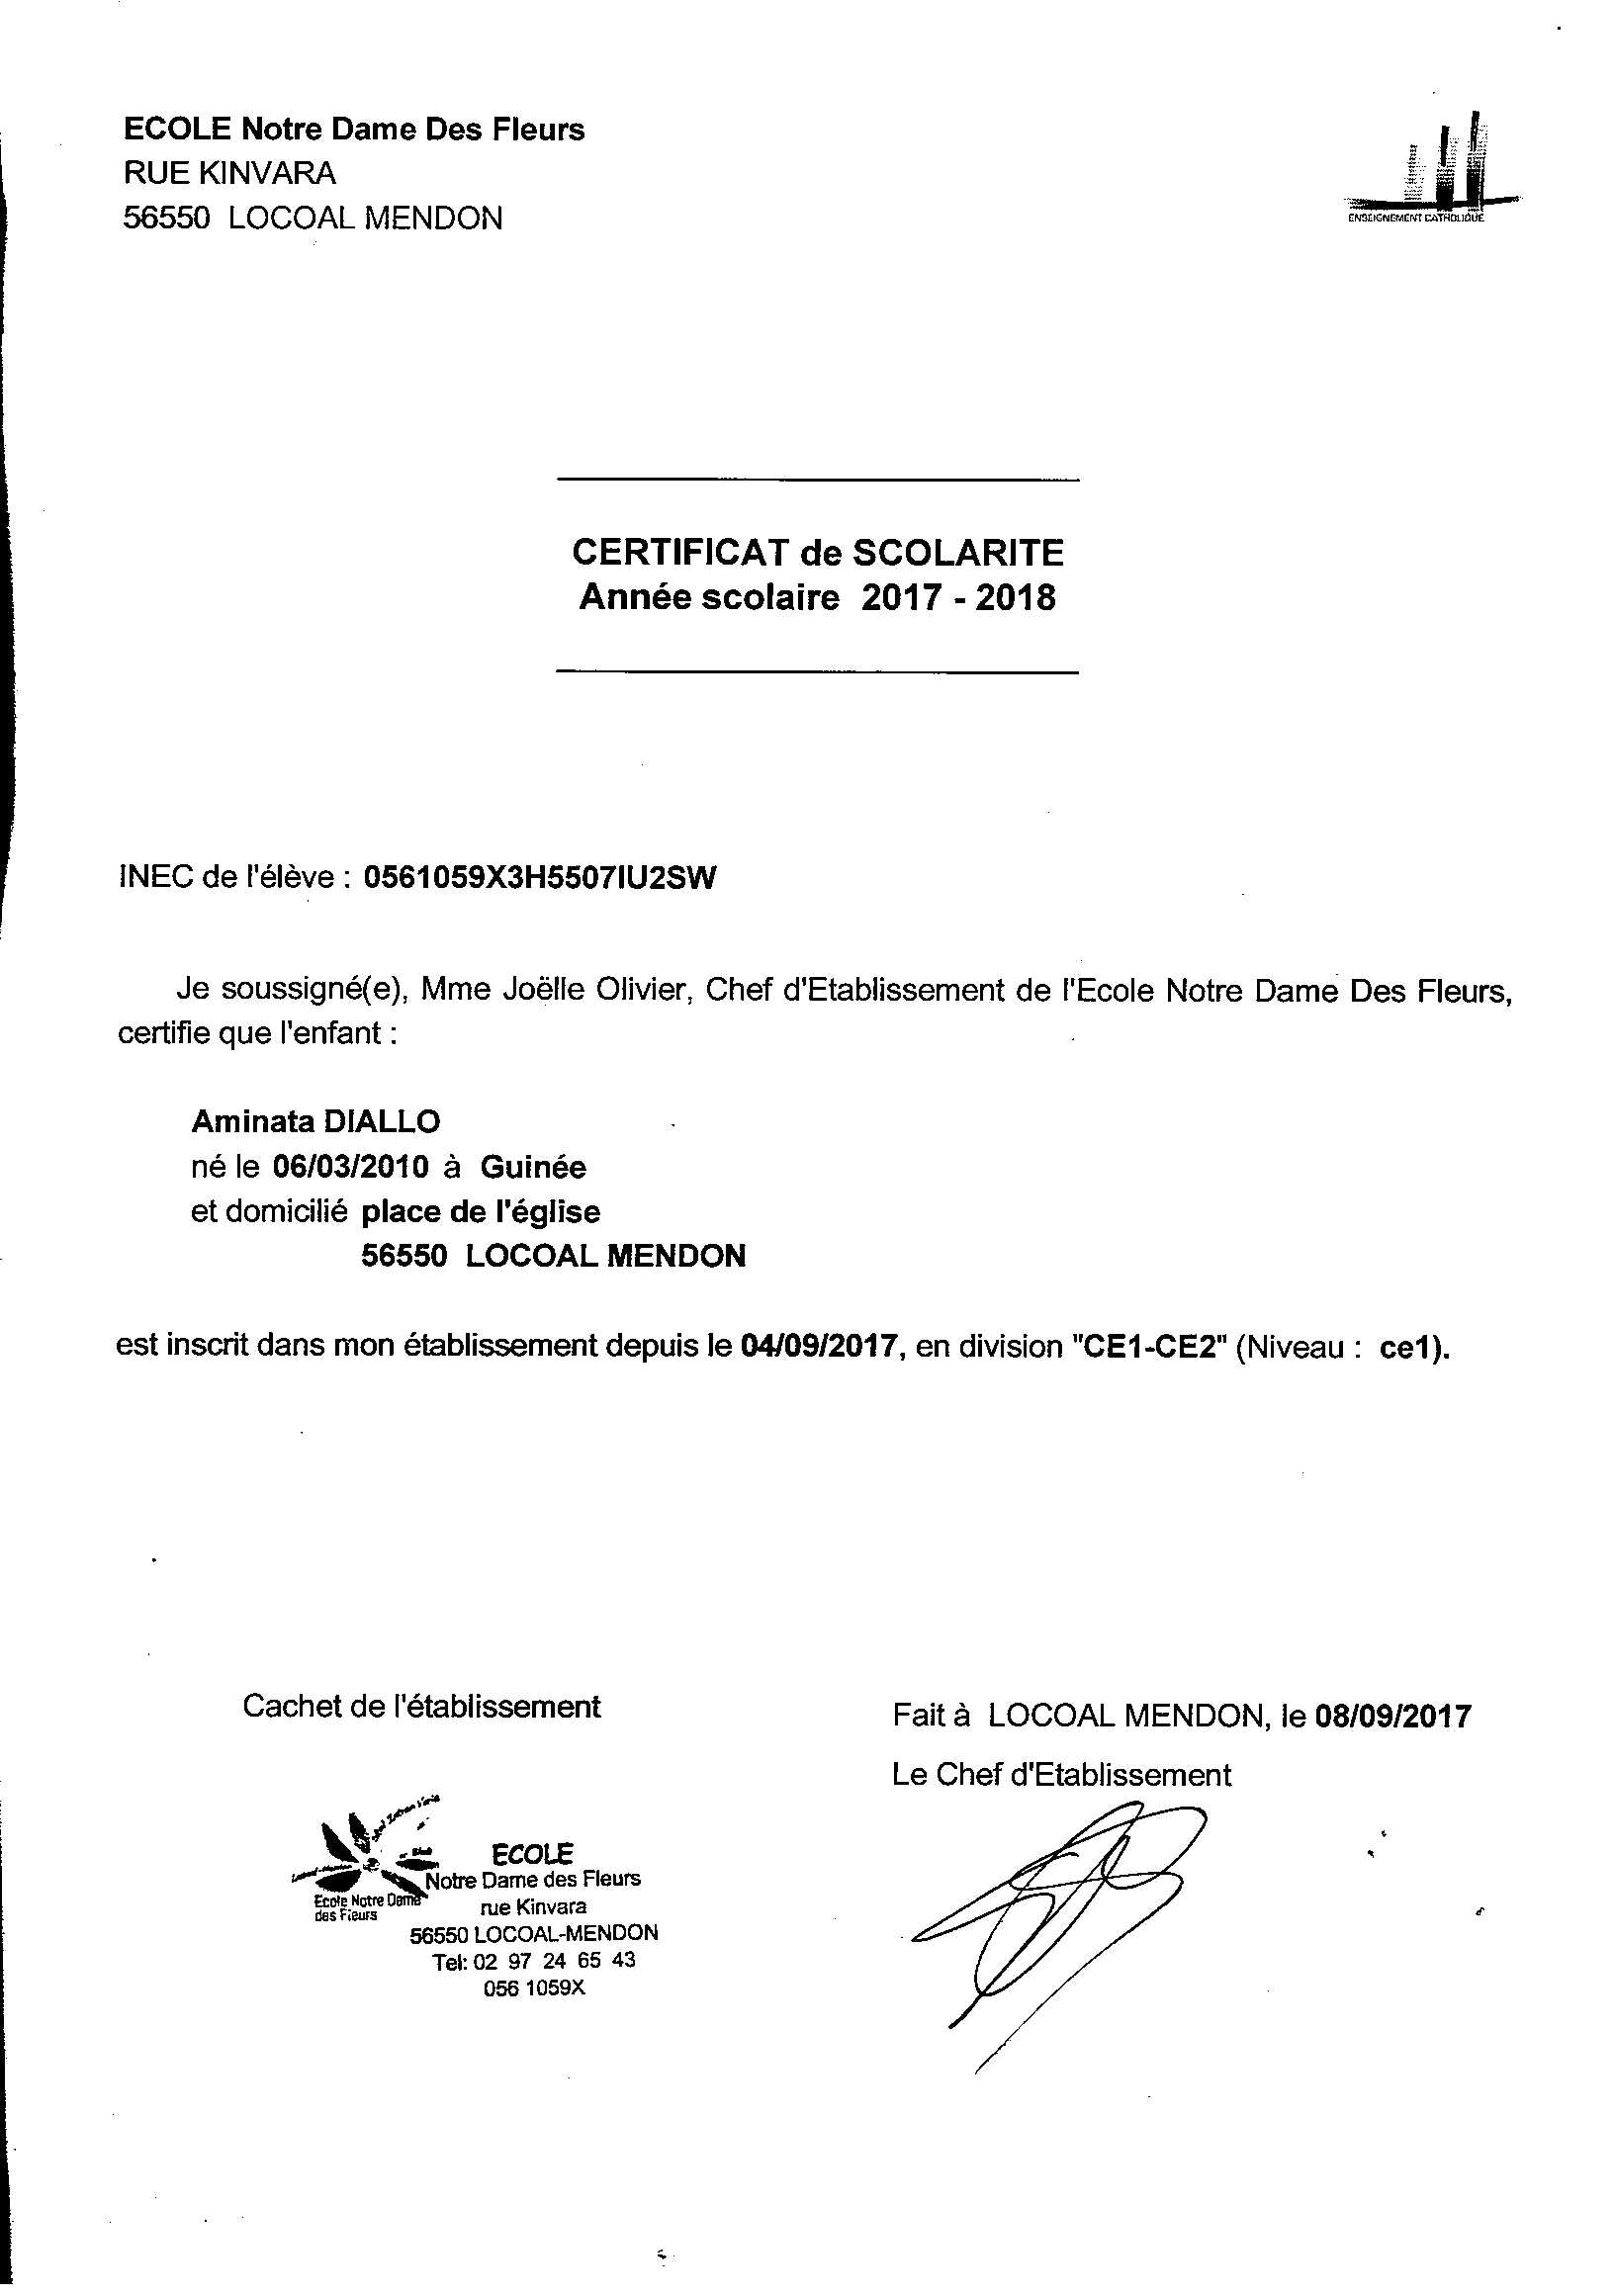 ECOLE Notre Dame Des Fleurs
RUE KINVARA
56550 LOCOAL MENDON
ENSEIGNEMENT CATHOLIQUE
CERTIFICAT de SCOLARITE
Année scolaire 2017 - 2018
INEC de l'élève : 0561059X3H5507IU2SW
Je soussigné(e), Mme Joëlle Olivier, Chef d'Etablissement de l'Ecole Notre Dame Des Fleurs,
certifie que l'enfant :
Aminata DIALLO
né le 06/03/2010 à Guinée
et domicilié place de l'église
56550 LOCOAL MENDON
est inscrit dans mon établissement depuis le 04/09/2017, en division "CE1-CE2" (Niveau : ce1).
Cachet de l'établissement
Fait à LOCOAL MENDON, le 08/09/2017
Le Chef d'Etablissement
Ecole Notre Dame
des Fleurs
ECOLE
Notre Dame des Fleurs
rue Kinvara
56550 LOCOAL-MENDON
Tel: 02 97 24 65 43
056 1059X